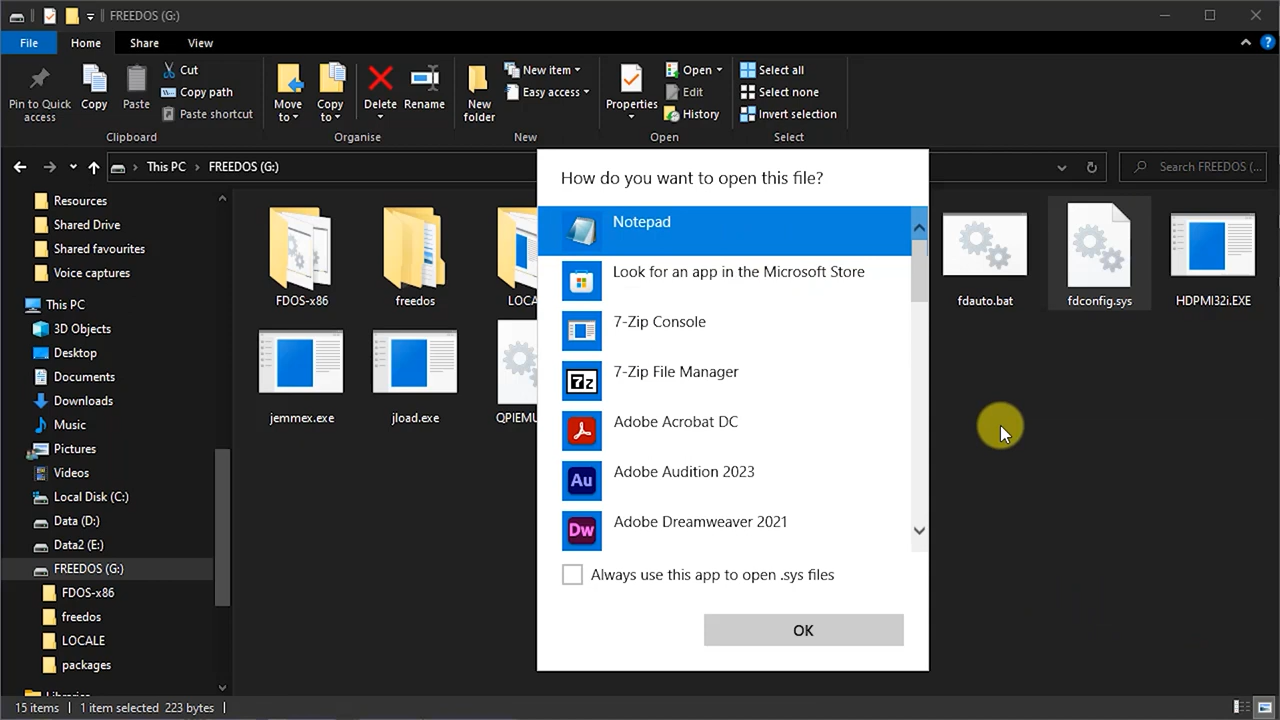 FREEDOS (G:)
File
Home
Share
View
Pin to Quick
access
Copy
Paste
Cut
Copy path
Paste shortcut
Clipboard
Move
to
Copy
to
Delete
Rename
Organise
New
folder
New item
Easy access
New
Properties
Open
Edit
History
Open
Select all
Select none
Invert selection
Select
This PC
FREEDOS (G:)
Search FREEDOS (...
Resources
Shared Drive
Shared favourites
Voice captures
This PC
3D Objects
Desktop
Documents
Downloads
Music
Pictures
Videos
Local Disk (C:)
Data (D:)
Data2 (E:)
FREEDOS (G:)
FDOS-x86
freedos
LOCALE
packages
FDOS-x86
freedos
LOCA
fdauto.bat
fdconfig.sys
HDPMI32i.EXE
jemmex.exe
jload.exe
QPIEMU
How do you want to open this file?
Notepad
Look for an app in the Microsoft Store
7-Zip Console
7z
7-Zip File Manager
Adobe Acrobat DC
Au
Adobe Audition 2023
Dw
Adobe Dreamweaver 2021
Always use this app to open .sys files
OK
15 items
1 item selected 223 bytes